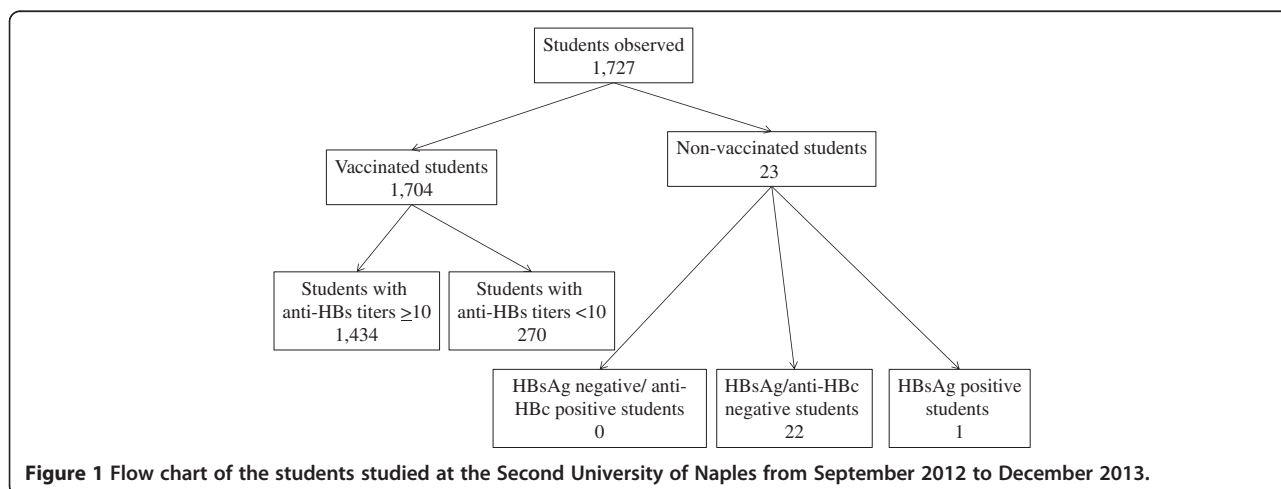 Students observed
1,727
Vaccinated students
1,704
Non-vaccinated students
23
Students with
anti-HBs titers ≥10
1,434
Students with
anti-HBs titers <10
270
HBsAg negative/ anti-
HBc positive students
0
HBsAg/anti-HBc
negative students
22
HBsAg positive
students
1
Figure 1 Flow chart of the students studied at the Second University of Naples from September 2012 to December 2013.